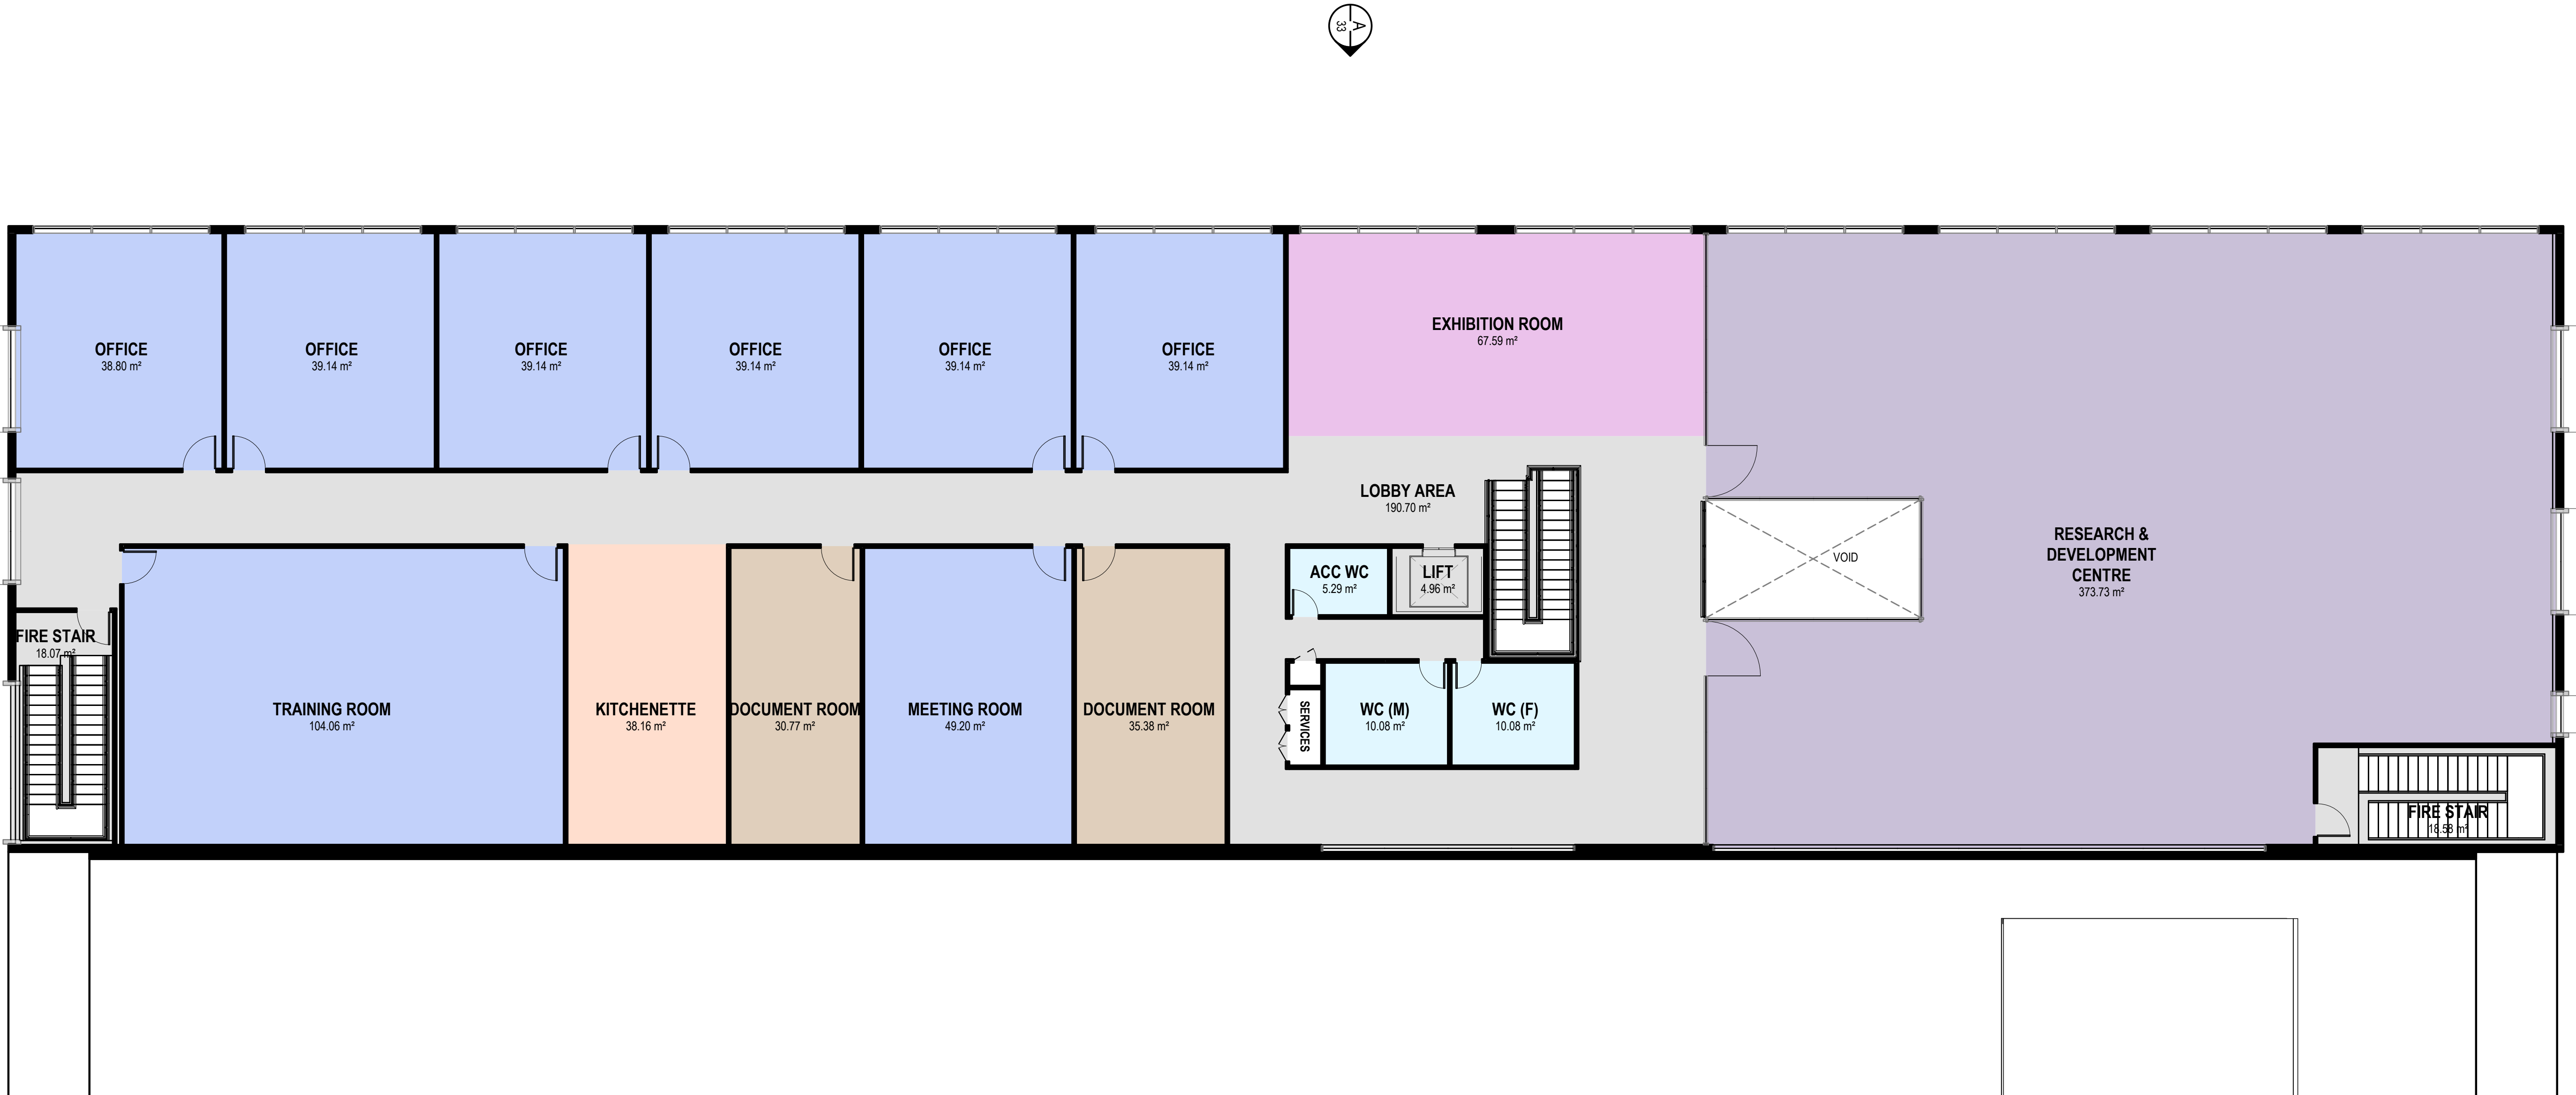 A
33
OFFICE
38.80 m²
OFFICE
39.14 m²
OFFICE
39.14 m²
OFFICE
39.14 m²
OFFICE
39.14 m²
OFFICE
39.14 m²
EXHIBITION ROOM
67.59 m²
LOBBY AREA
190.70 m²
RESEARCH &
DEVELOPMENT
CENTRE
373.73 m²
VOID
ACC WC
5.29 m²
LIFT
4.96 m²
FIRE STAIR
18.07 m²
TRAINING ROOM
104.06 m²
KITCHENETTE
38.16 m²
DOCUMENT ROOM
30.77 m²
MEETING ROOM
49.20 m²
DOCUMENT ROOM
35.38 m²
SERVICES
WC (M)
10.08 m²
WC (F)
10.08 m²
FIRE STAIR
18.58 m²